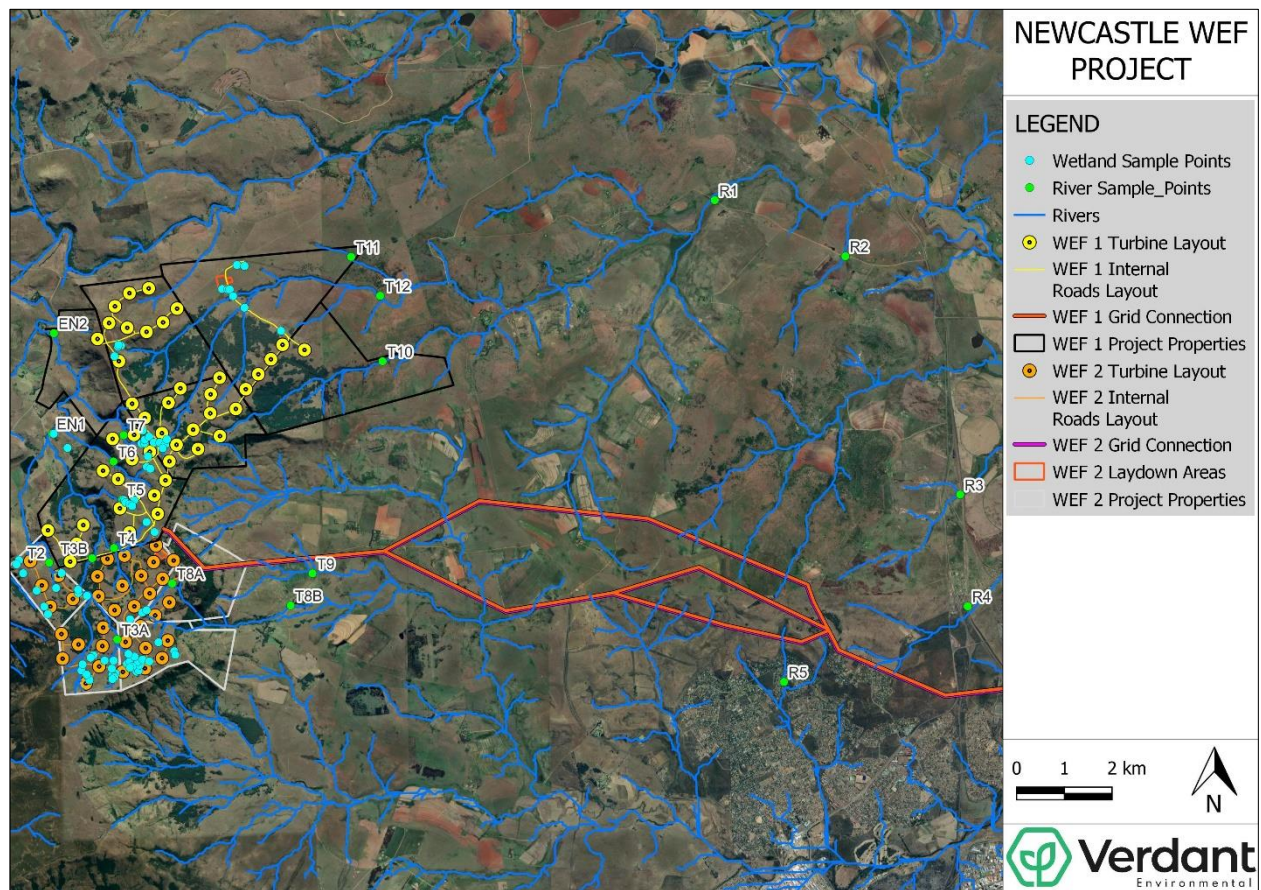 NEWCASTLE WEF
PROJECT
LEGEND
Wetland Sample Points
River Sample_Points
Rivers
WEF 1 Turbine Layout
WEF 1 Internal
Roads Layout
WEF 1 Grid Connection
WEF 1 Project Properties
WEF 2 Turbine Layout
WEF 2 Internal
Roads Layout
WEF 2 Grid Connection
WEF 2 Laydown Areas
WEF 2 Project Properties
R1
T11
R2
T12
EN2
T10
EN1
T7
T6
T5
R3
T4
T3B
T2
T8A
T9
T8B
R4
T3A
R5
0 1 2 km
N
Verdant
Environmental